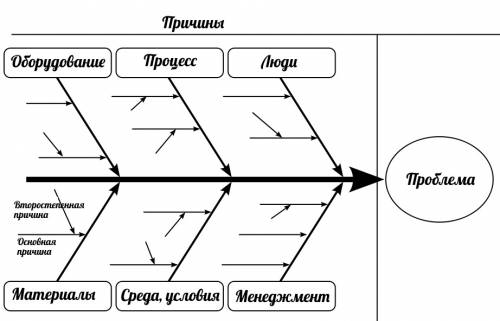 Причины
Оборудование
Процесс
Люди
Проблема
Второстепенная
причина
Основная
причина
Материалы
Среда, условия
Менеджмент